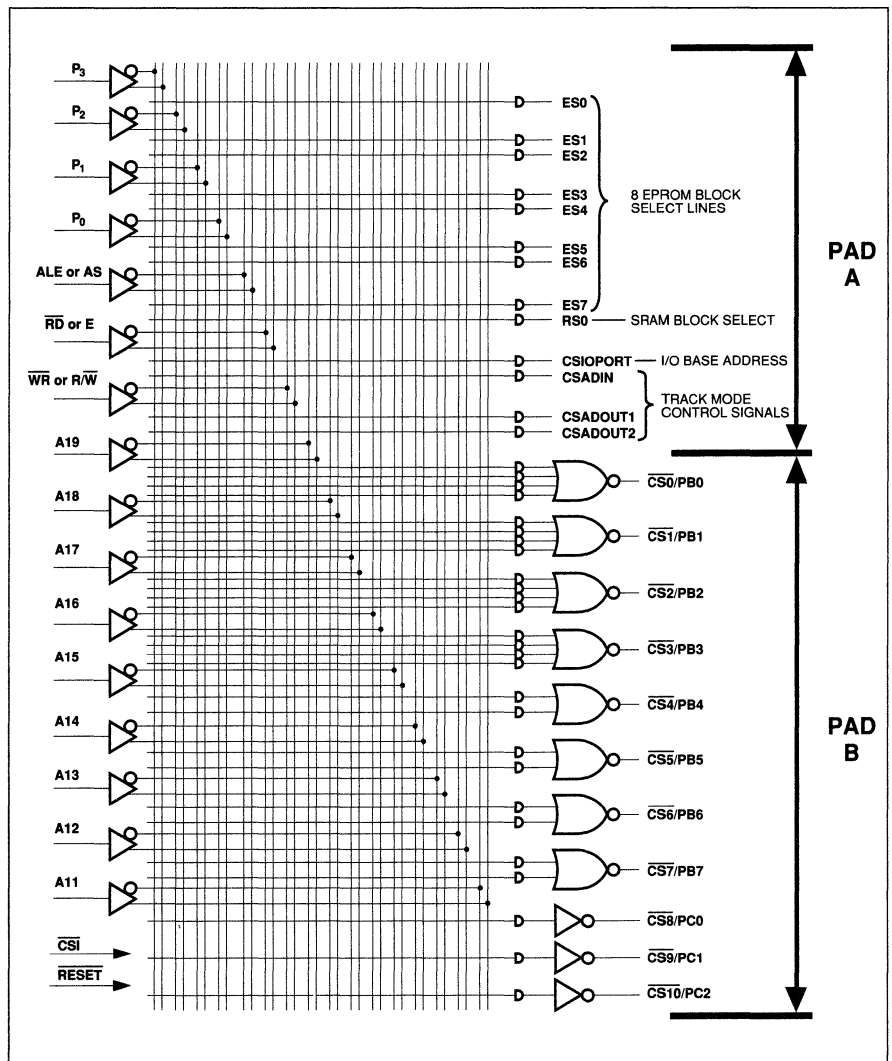 P3
P2
P1
P0
ALE or AS
RD or E
WR or R/W
A19
A18
A17
A16
A15
A14
A13
A12
A11
CSI
RESET
ES0
ES1
ES2
ES3
ES4
ES5
ES6
ES7
8 EPROM BLOCK
SELECT LINES
RS0
SRAM BLOCK SELECT
CSIOPORT
I/O BASE ADDRESS
CSADIN
CSADOUT1
CSADOUT2
TRACK MODE
CONTROL SIGNALS
CS0/PB0
CS1/PB1
CS2/PB2
CS3/PB3
CS4/PB4
CS5/PB5
CS6/PB6
CS7/PB7
CS8/PC0
CS9/PC1
CS10/PC2
PAD
A
PAD
B